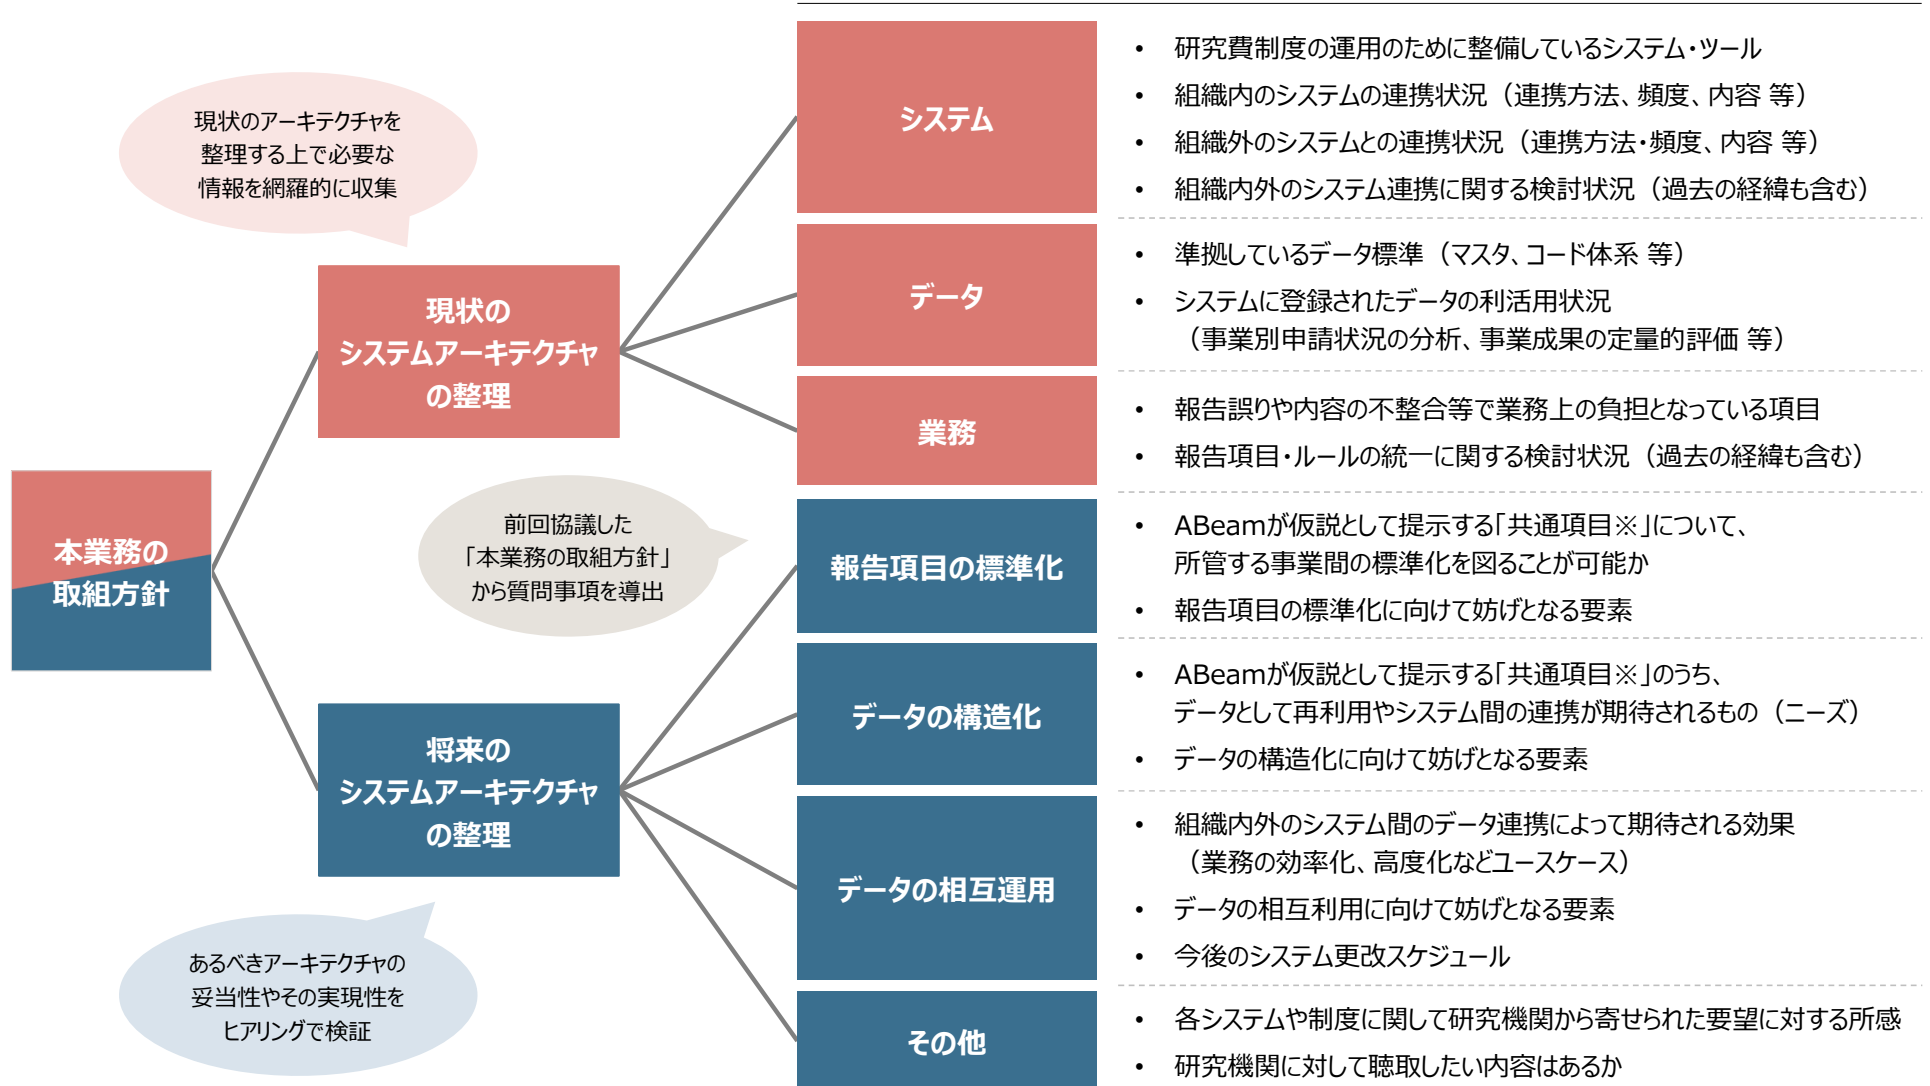 本業務の
取組方針
現状のアーキテクチャを
整理する上で必要な
情報を網羅的に収集
現状の
システムアーキテクチャ
の整理
前回協議した
「本業務の取組方針」
から質問事項を導出
将来の
システムアーキテクチャ
の整理
あるべきアーキテクチャの
妥当性やその実現性を
ヒアリングで検証
システム
• 研究費制度の運用のために整備しているシステム・ツール
• 組織内のシステムの連携状況（連携方法、頻度、内容 等）
• 組織外のシステムとの連携状況（連携方法・頻度、内容 等）
• 組織内外のシステム連携に関する検討状況（過去の経緯も含む）
データ
• 準拠しているデータ標準（マスタ、コード体系 等）
• システムに登録されたデータの利活用状況
（事業別申請状況の分析、事業成果の定量的評価 等）
業務
• 報告誤りや内容の不整合等で業務上の負担となっている項目
• 報告項目・ルールの統一に関する検討状況（過去の経緯も含む）
報告項目の標準化
• ABeamが仮説として提示する「共通項目※」について、
所管する事業間の標準化を図ることが可能か
• 報告項目の標準化に向けて妨げとなる要素
データの構造化
• ABeamが仮説として提示する「共通項目※」のうち、
データとして再利用やシステム間の連携が期待されるもの（ニーズ）
• データの構造化に向けて妨げとなる要素
データの相互運用
• 組織内外のシステム間のデータ連携によって期待される効果
（業務の効率化、高度化などユースケース）
• データの相互利用に向けて妨げとなる要素
• 今後のシステム更改スケジュール
その他
• 各システムや制度に関して研究機関から寄せられた要望に対する所感
• 研究機関に対して聴取したい内容はあるか